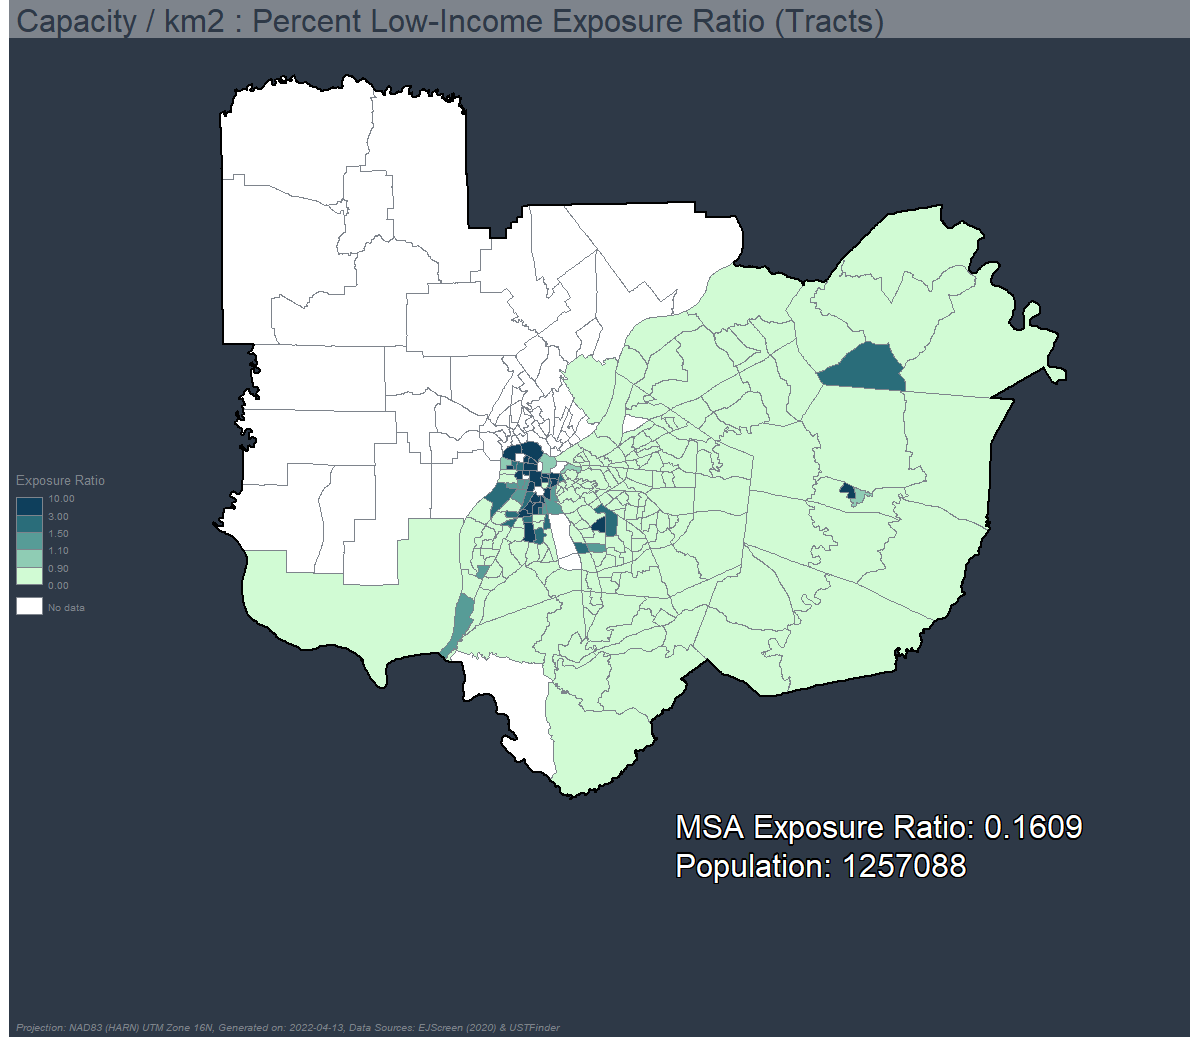 Capacity / km2 : Percent Low-Income Exposure Ratio (Tracts)
Exposure Ratio
10.00
3.00
1.50
1.10
0.90
0.00
No data
MSA Exposure Ratio: 0.1609
Population: 1257088
Projection: NAD83 (HARN) UTM Zone 16N, Generated on: 2022-04-13, Data Sources: EJScreen (2020) & USTFinder